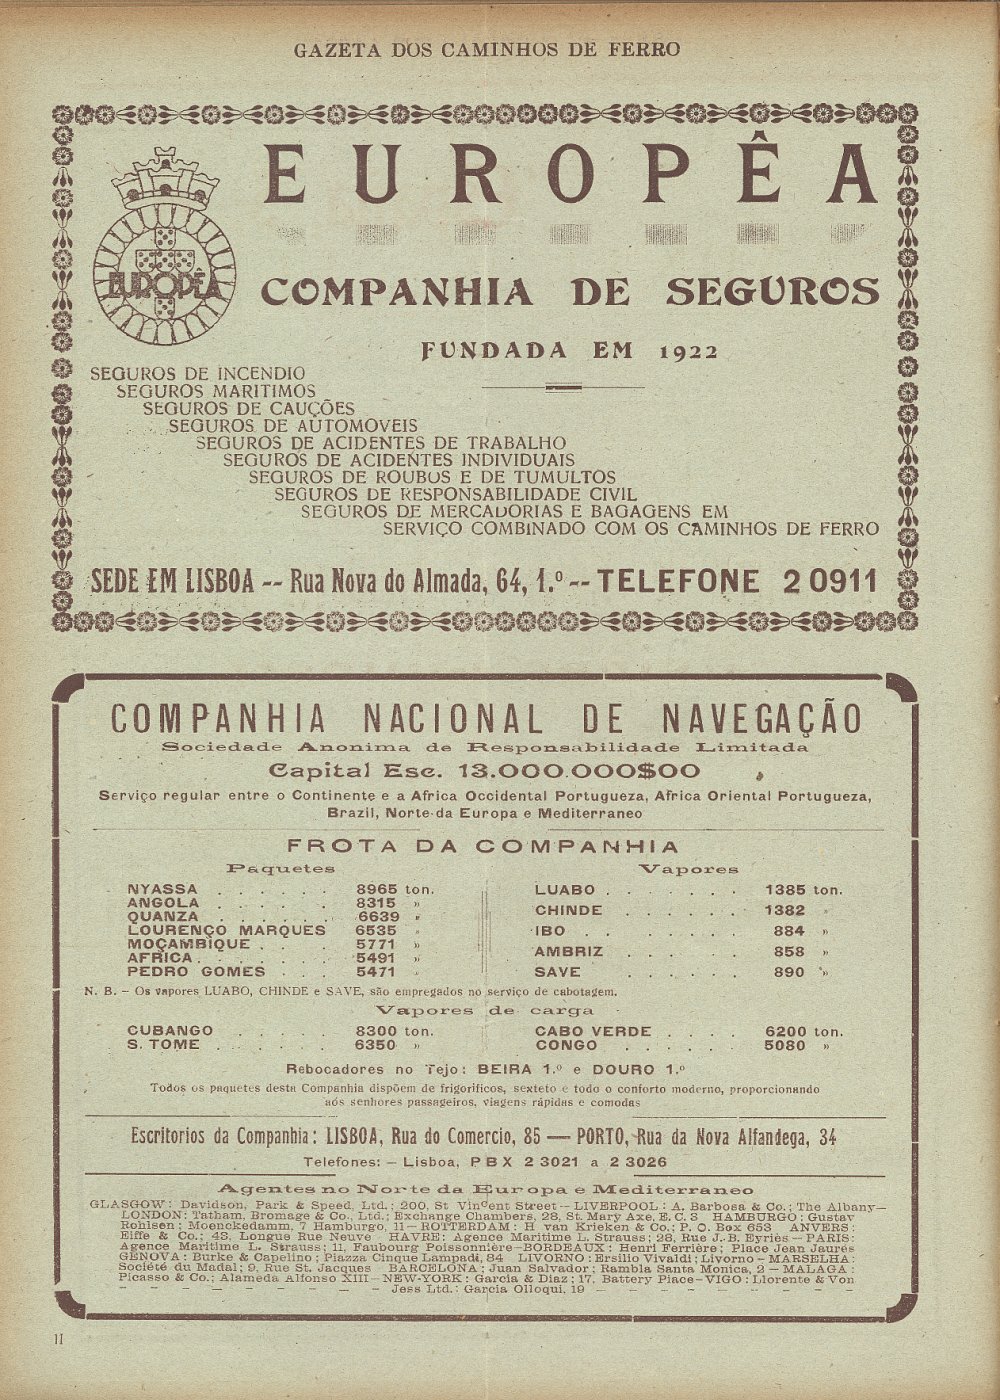 GAZETA DOS CAMINHOS DE FERRO
EUROPÊA
EUROPÊA
COMPANHIA DE SEGUROS
FUNDADA EM 1922
SEGUROS DE INCENDIO
SEGUROS MARITIMOS
SEGUROS DE CAUÇÕES
SEGUROS DE AUTOMOVEIS
SEGUROS DE ACIDENTES DE TRABALHO
SEGUROS DE ACIDENTES INDIVIDUAIS
SEGUROS DE ROUBOS E DE TUMULTOS
SEGUROS DE RESPONSABILIDADE CIVIL
SEGUROS DE MERCADORIAS E BAGAGENS EM
SERVIÇO COMBINADO COM OS CAMINHOS DE FERRO
SEDE EM LISBOA -- Rua Nova do Almada, 64, 1.º -- TELEFONE 2 0911
COMPANHIA NACIONAL DE NAVEGAÇÃO
Sociedade Anonima de Responsabilidade Limitada
Capital Esc. 13.000.000$00
Serviço regular entre o Continente e a Africa Occidental Portugueza, Africa Oriental Portugueza,
Brazil, Norte da Europa e Mediterraneo
FROTA DA COMPANHIA
Paquetes
NYASSA . . . . . . 8965 ton.
ANGOLA . . . . . . 8315 »
QUANZA . . . . . . 6639 »
LOURENÇO MARQUES 6535 »
MOÇAMBIQUE . . . 5771 »
AFRICA . . . . . . 5491 »
PEDRO GOMES . . . 5471 »
Vapores
LUABO . . . . . . 1385 ton.
CHINDE . . . . . . 1382 »
IBO . . . . . . 884 »
AMBRIZ . . . . . . 858 »
SAVE . . . . . . 890 »
N. B. – Os vapores LUABO, CHINDE e SAVE, são empregados no serviço de cabotagem.
Vapores de carga
CUBANGO . . . . . 8300 ton.
S. TOME . . . . . 6350 »
CABO VERDE . . . . 6200 ton.
CONGO . . . . . . 5080 »
Rebocadores no Tejo: BEIRA 1.º e DOURO 1.º
Todos os paquetes desta Companhia dispõem de frigorificos, sexteto e todo o conforto moderno, proporcionando
aós senhores passageiros, viagens rápidas e comodas
Escritorios da Companhia: LISBOA, Rua do Comercio, 85 — PORTO, Rua da Nova Alfandega, 34
Telefones: – Lisboa, PBX 2 3021 a 2 3026
Agentes no Norte da Europa e Mediterraneo
GLASGOW: Davidson, Park & Speed, Ltd.; 200, St Vincent Street – LIVERPOOL: A. Barbosa & Co.; The Albany –
LONDON: Tatham, Bromage & Co., Ltd.; Exchange Chambers, 28, St. Mary Axe, E. C. 3 HAMBURGO: Gustav
Rohlsen; Moenckedamm, 7 Hamburgo, 11 – ROTTERDAM: H van Krieken & Co.; P. O. Box 653 ANVERS:
Eiffe & Co.; 43, Longue Rue Neuve HAVRE: Agence Maritime L. Strauss; 28, Rue J. B. Eyriès – PARIS:
Agence Maritime L. Strauss; 11, Faubourg Poissonnière – BORDEAUX: Henri Ferrière; Place Jean Jaurès
GENOVA: Burke & Capelino; Piazza Cinque Lampadi, 84 LIVORNO: Ersilio Vivaldi; Livorno – MARSELHA:
Société du Madal; 9, Rue St. Jacques BARCELONA: Juan Salvador; Rambla Santa Monica, 2 – MALAGA:
Picasso & Co.; Alameda Alfonso XIII – NEW-YORK: Garcia & Diaz; 17, Battery Place – VIGO: Llorente & Von
Jess Ltd.: Garcia Olloqui, 19
II